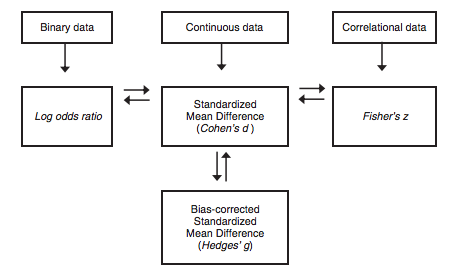 Binary data
Continuous data
Correlational data
Log odds ratio
Standardized
Mean Difference
(Cohen's d )
Fisher's z
Bias-corrected
Standardized
Mean Difference
(Hedges' g)